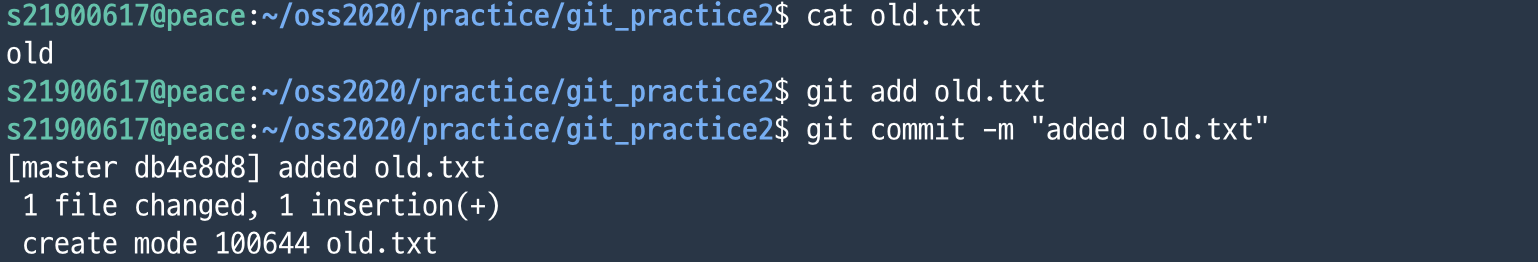 s21900617@peace:~/oss2020/practice/git_practice2$ cat old.txt
old
s21900617@peace:~/oss2020/practice/git_practice2$ git add old.txt
s21900617@peace:~/oss2020/practice/git_practice2$ git commit -m "added old.txt"
[master db4e8d8] added old.txt
 1 file changed, 1 insertion(+)
 create mode 100644 old.txt